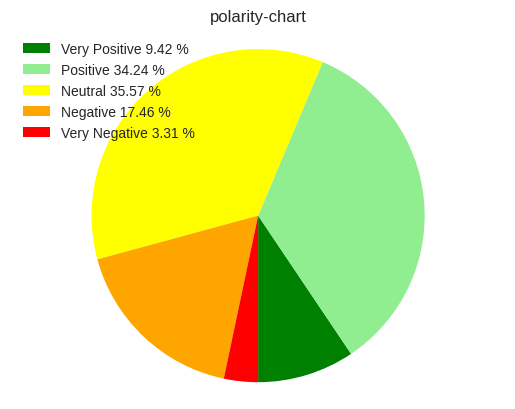 polarity-chart
Very Positive 9.42 %
Positive 34.24 %
Neutral 35.57 %
Negative 17.46 %
Very Negative 3.31 %